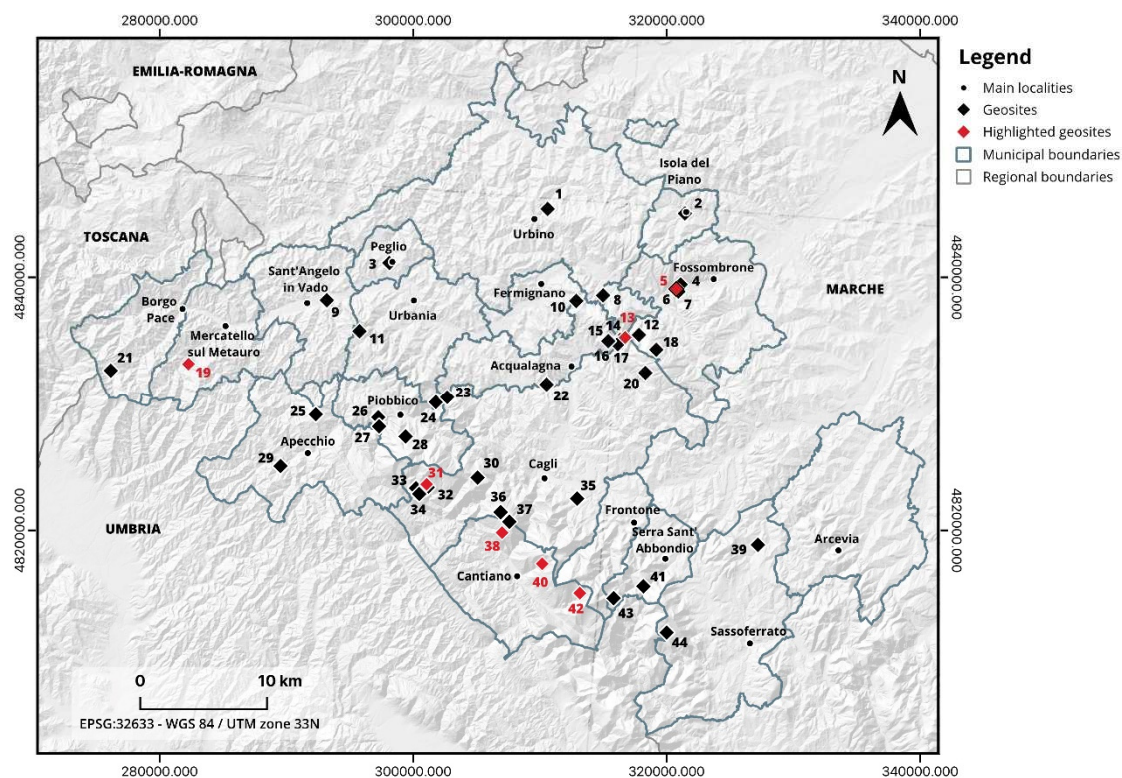 280000.000 300000.000 320000.000 340000.000
EMILIA-ROMAGNA
N
Legend
Main localities
Geosites
Highlighted geosites
Municipal boundaries
Regional boundaries
Isola del
Piano
1
2
Urbino
TOSCANA
Peglio
3
Sant'Angelo
in Vado
9
Fossombrone
5
4
6
7
4840000.000
4840000.000
MARCHE
Borgo
Pace
Fermignano
10
8
Urbania
11
13
14
12
15
16
17
18
Mercatello
sul Metauro
21
19
Acqualagna
20
22
23
24
Piobbico
25
26
27
28
Apecchio
29
30
Cagli
31
33
32
34
35
36
37
Frontone
Serra Sant'
Abbondio
UMBRIA
4820000.000
4820000.000
38
39
Arcevia
Cantiano
40
41
42
43
44
Sassoferrato
0 10 km
EPSG:32633 - WGS 84 / UTM zone 33N
280000.000 300000.000 320000.000 340000.000